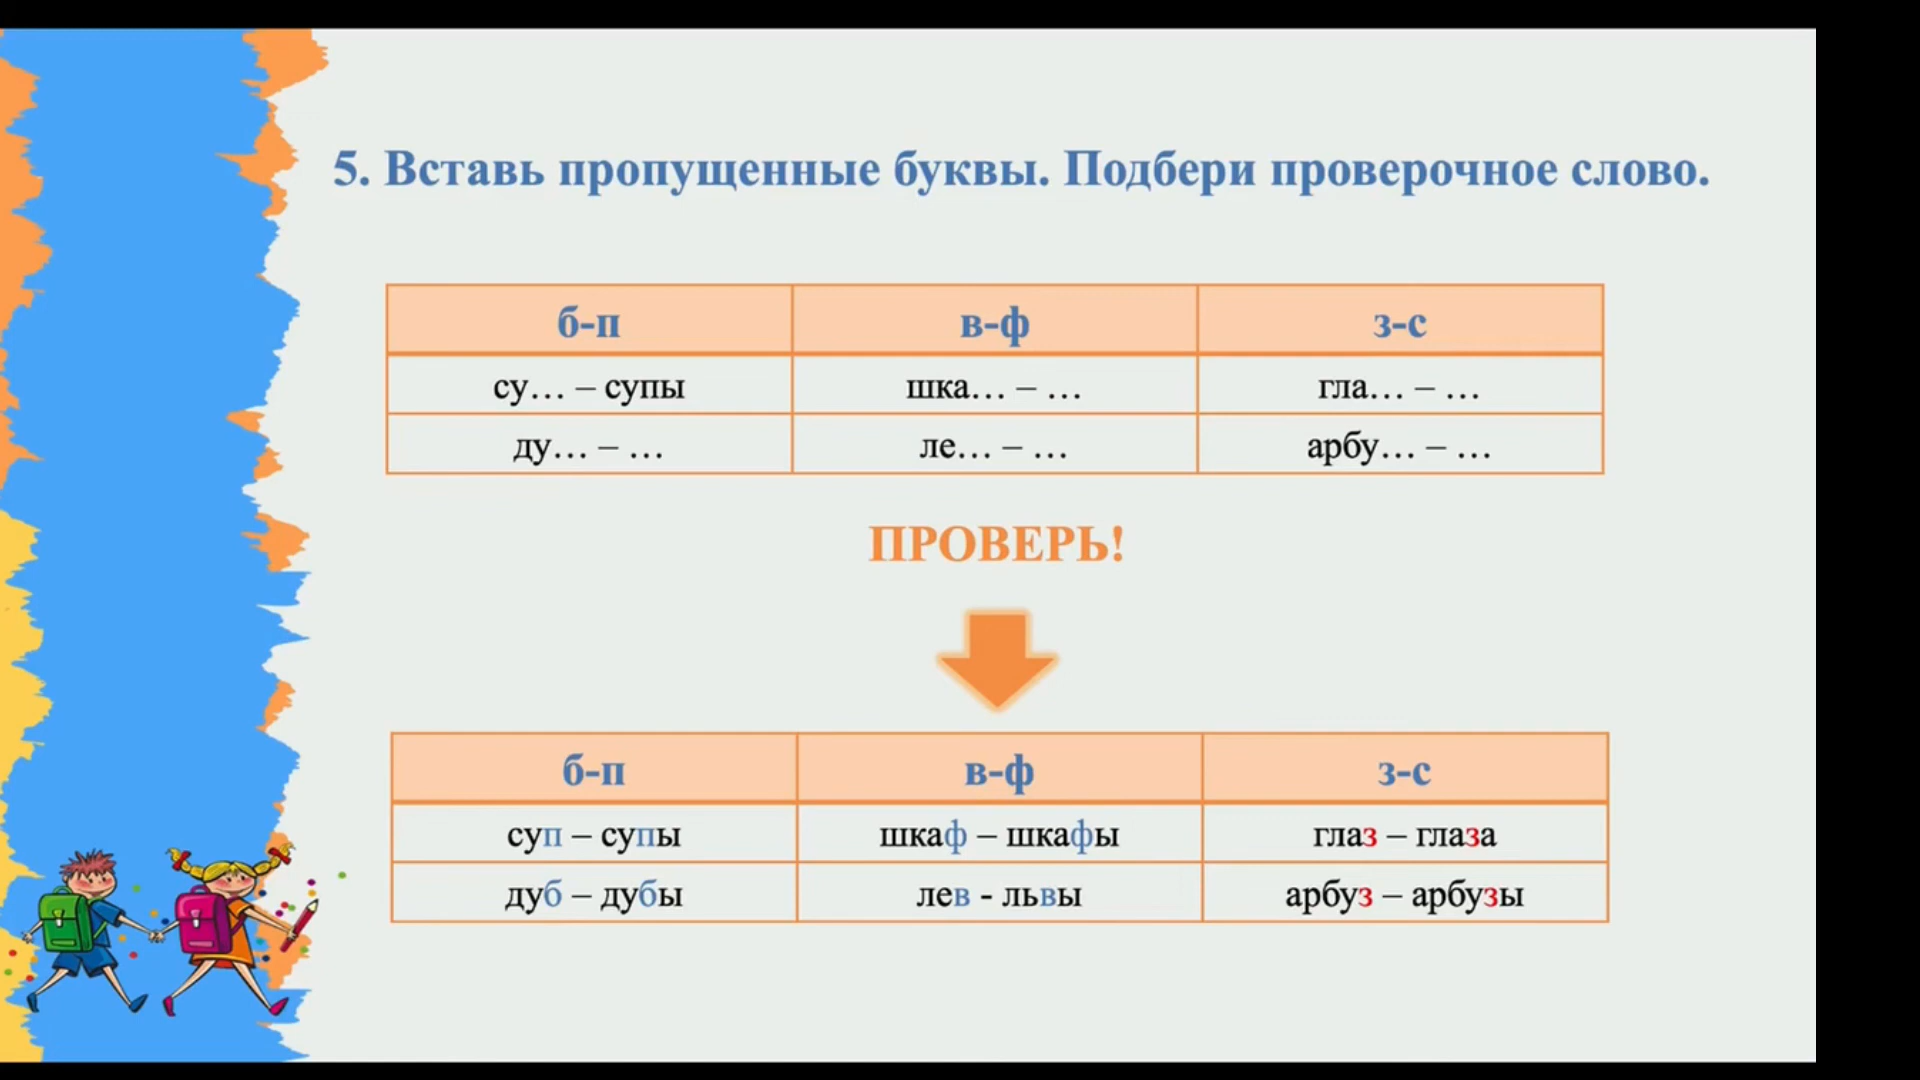 5. Вставь пропущенные буквы. Подбери проверочное слово.
б-п в-ф з-с
су… – супы шка… – … гла… – …
ду… – … ле… – … арбу… – …
ПРОВЕРЬ!
б-п в-ф з-с
суп – супы шкаф – шкафы глаз – глаза
дуб – дубы лев - львы арбуз – арбузы